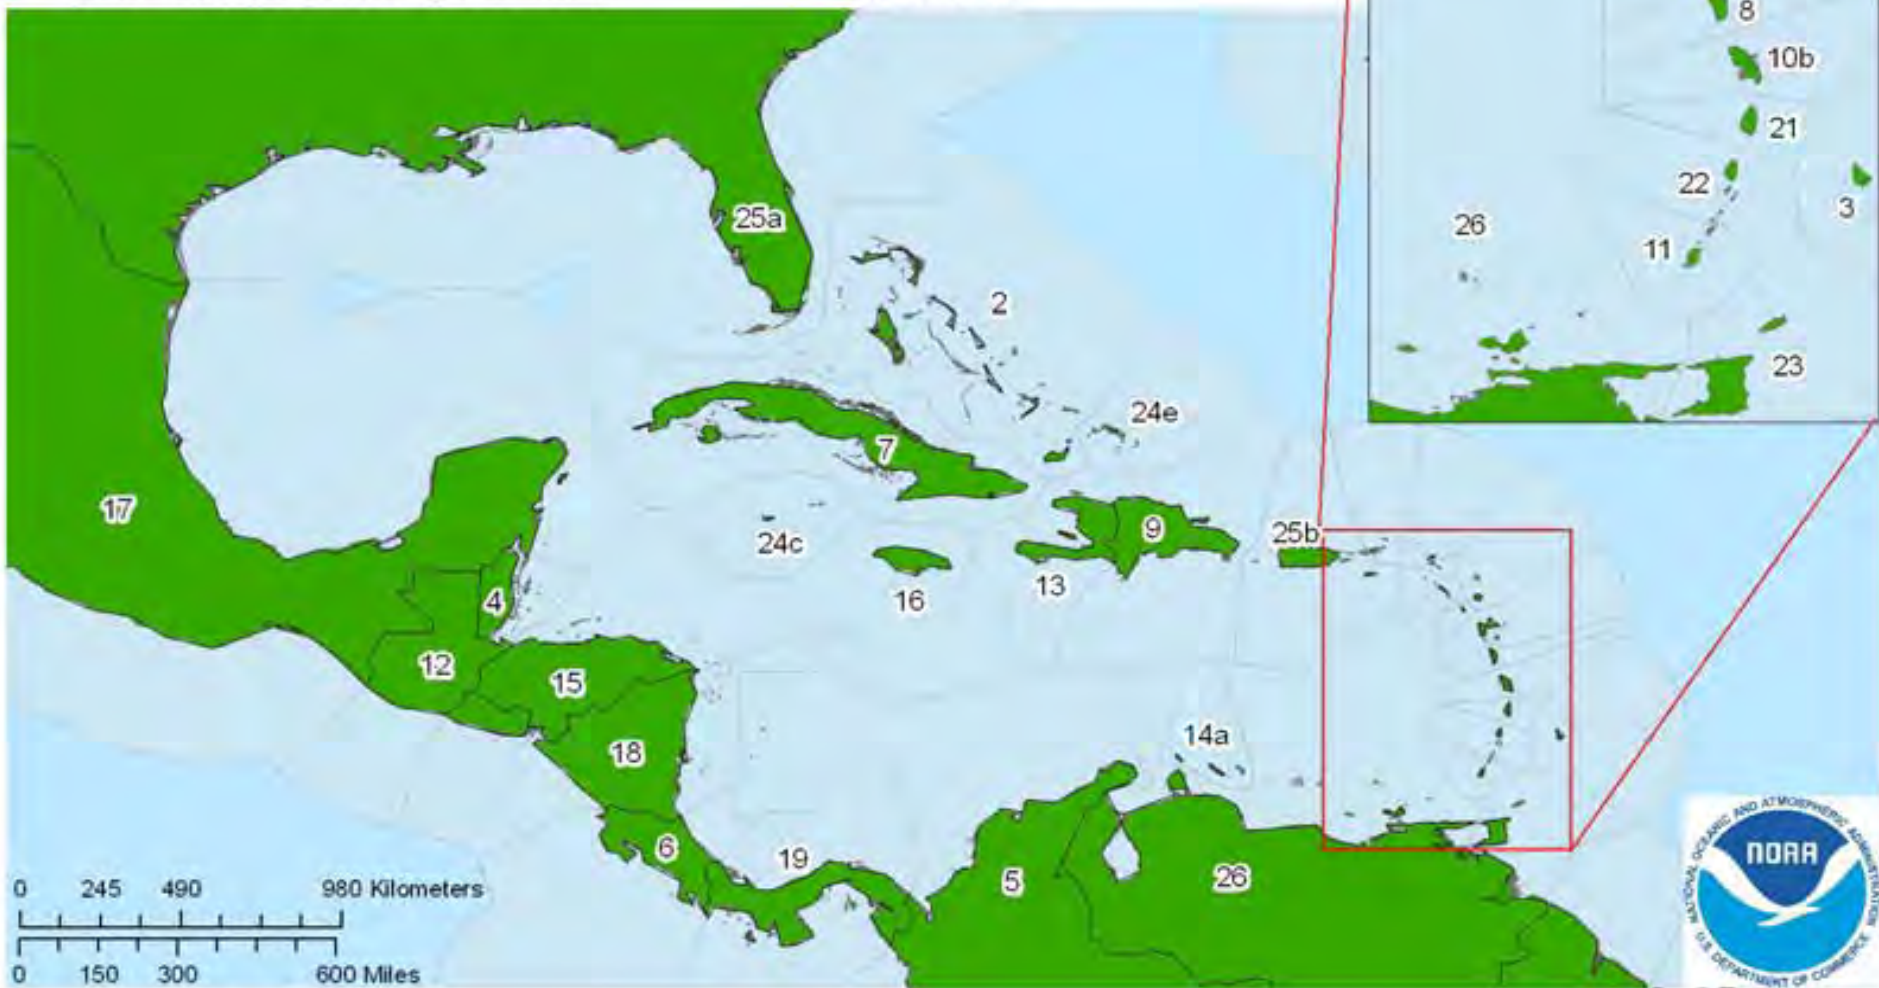 8
10b
21
22
3
26
11
23
25a
2
24e
7
17
9
25b
24c
13
16
4
12
15
14a
18
6
19
5
26
0 245 490 980 Kilometers
0 150 300 600 Miles
NATIONAL OCEANIC AND ATMOSPHERIC ADMINISTRATION
NOAA
U.S. DEPARTMENT OF COMMERCE